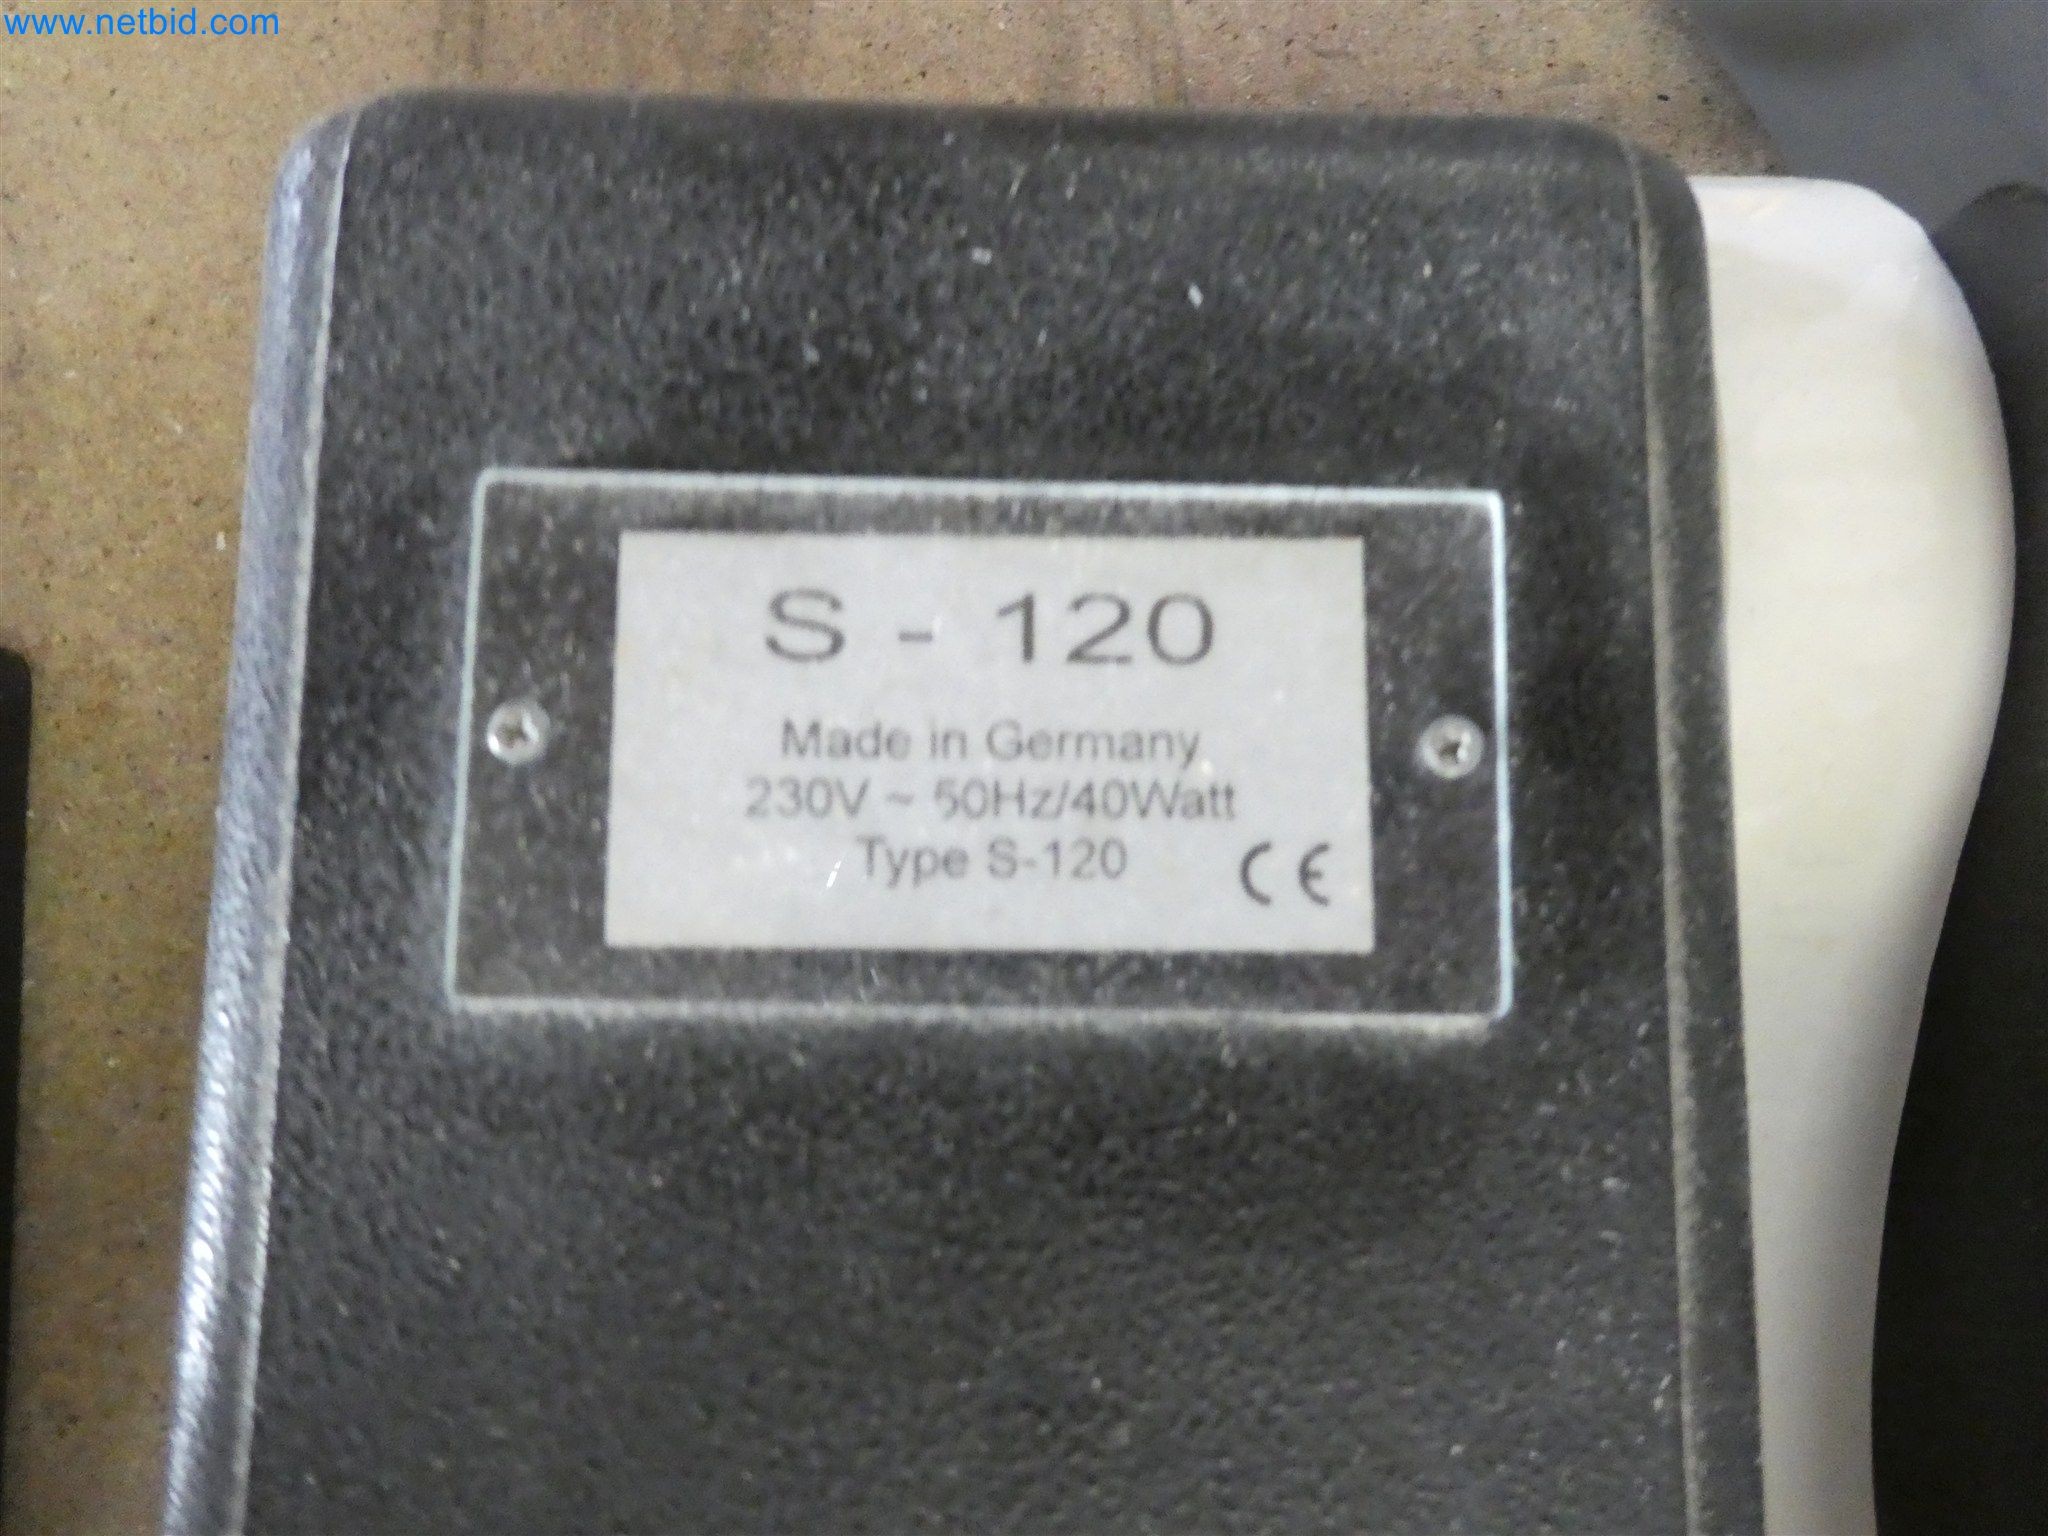 www.netbid.com
S - 120
Made in Germany
230V ~ 50Hz/40Watt
Type S-120
CE